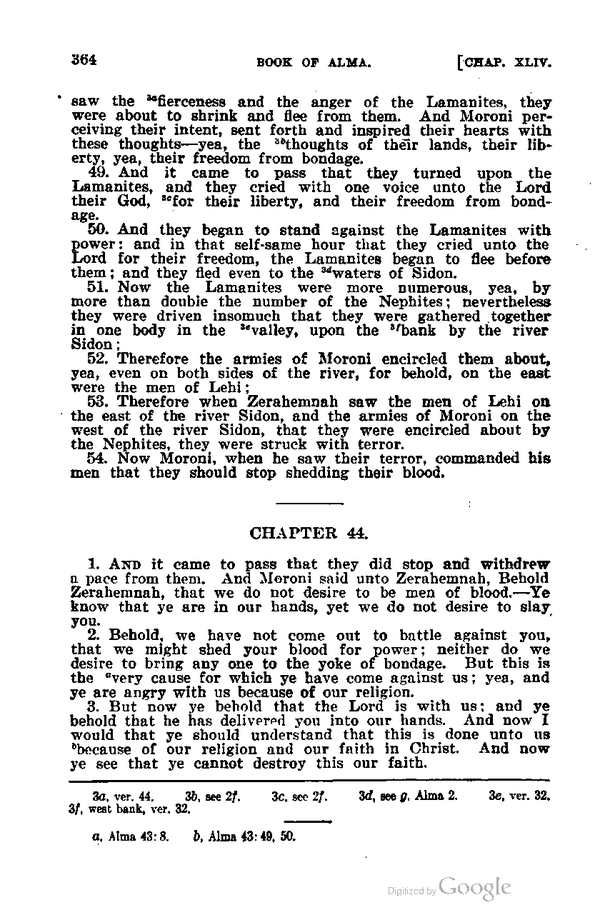 364 BOOK OF ALMA. [CHAP. XLIV.
saw the 3afierceness and the anger of the Lamanites, they
were about to shrink and flee from them. And Moroni per-
ceiving their intent, sent forth and inspired their hearts with
these thoughts—yea, the 3bthoughts of their lands, their lib-
erty, yea, their freedom from bondage.
49. And it came to pass that they turned upon the
Lamanites, and they cried with one voice unto the Lord
their God, 3cfor their liberty, and their freedom from bond-
age.
50. And they began to stand against the Lamanites with
power: and in that self-same hour that they cried unto the
Lord for their freedom, the Lamanites began to flee before
them; and they fled even to the 3dwaters of Sidon.
51. Now the Lamanites were more numerous, yea, by
more than double the number of the Nephites; nevertheless
they were driven insomuch that they were gathered together
in one body in the 3evalley, upon the 3fbank by the river
Sidon;
52. Therefore the armies of Moroni encircled them about,
yea, even on both sides of the river, for behold, on the east
were the men of Lehi;
53. Therefore when Zerahemnah saw the men of Lehi on
the east of the river Sidon, and the armies of Moroni on the
west of the river Sidon, that they were encircled about by
the Nephites, they were struck with terror.
54. Now Moroni, when he saw their terror, commanded his
men that they should stop shedding their blood.
CHAPTER 44.
1. AND it came to pass that they did stop and withdrew
a pace from them. And Moroni said unto Zerahemnah, Behold
Zerahemnah, that we do not desire to be men of blood.—Ye
know that ye are in our hands, yet we do not desire to slay
you.
2. Behold, we have not come out to battle against you,
that we might shed your blood for power; neither do we
desire to bring any one to the yoke of bondage. But this is
the avery cause for which ye have come against us; yea, and
ye are angry with us because of our religion.
3. But now ye behold that the Lord is with us; and ye
behold that he has delivered you into our hands. And now I
would that ye should understand that this is done unto us
bbecause of our religion and our faith in Christ. And now
ye see that ye cannot destroy this our faith.
3a, ver. 44. 3b, see 2f. 3c, see 2f. 3d, see g, Alma 2. 3e, ver. 32.
3f, west bank, ver. 32.
a, Alma 43: 8. b, Alma 43: 49, 50.
Digitized by Google